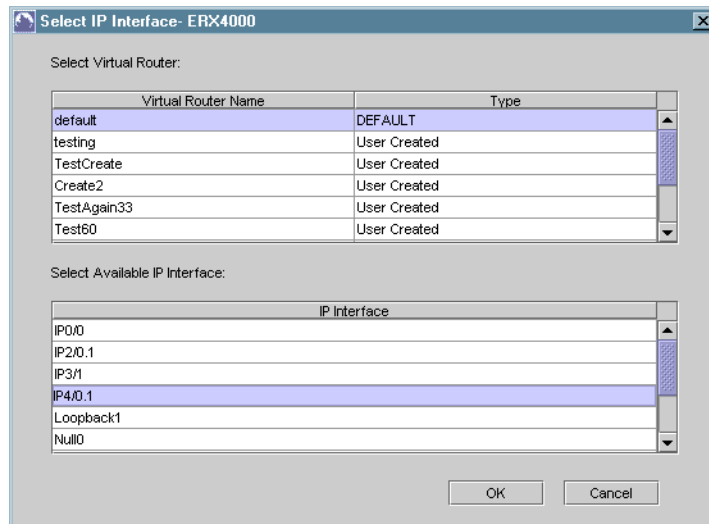 Select IP Interface- ERX4000
Select Virtual Router:
Virtual Router Name Type
default DEFAULT
testing User Created
TestCreate User Created
Create2 User Created
TestAgain33 User Created
Test60 User Created
Select Available IP Interface:
IP Interface
IP0/0
IP2/0.1
IP3/1
IP4/0.1
Loopback1
Null0
OK Cancel